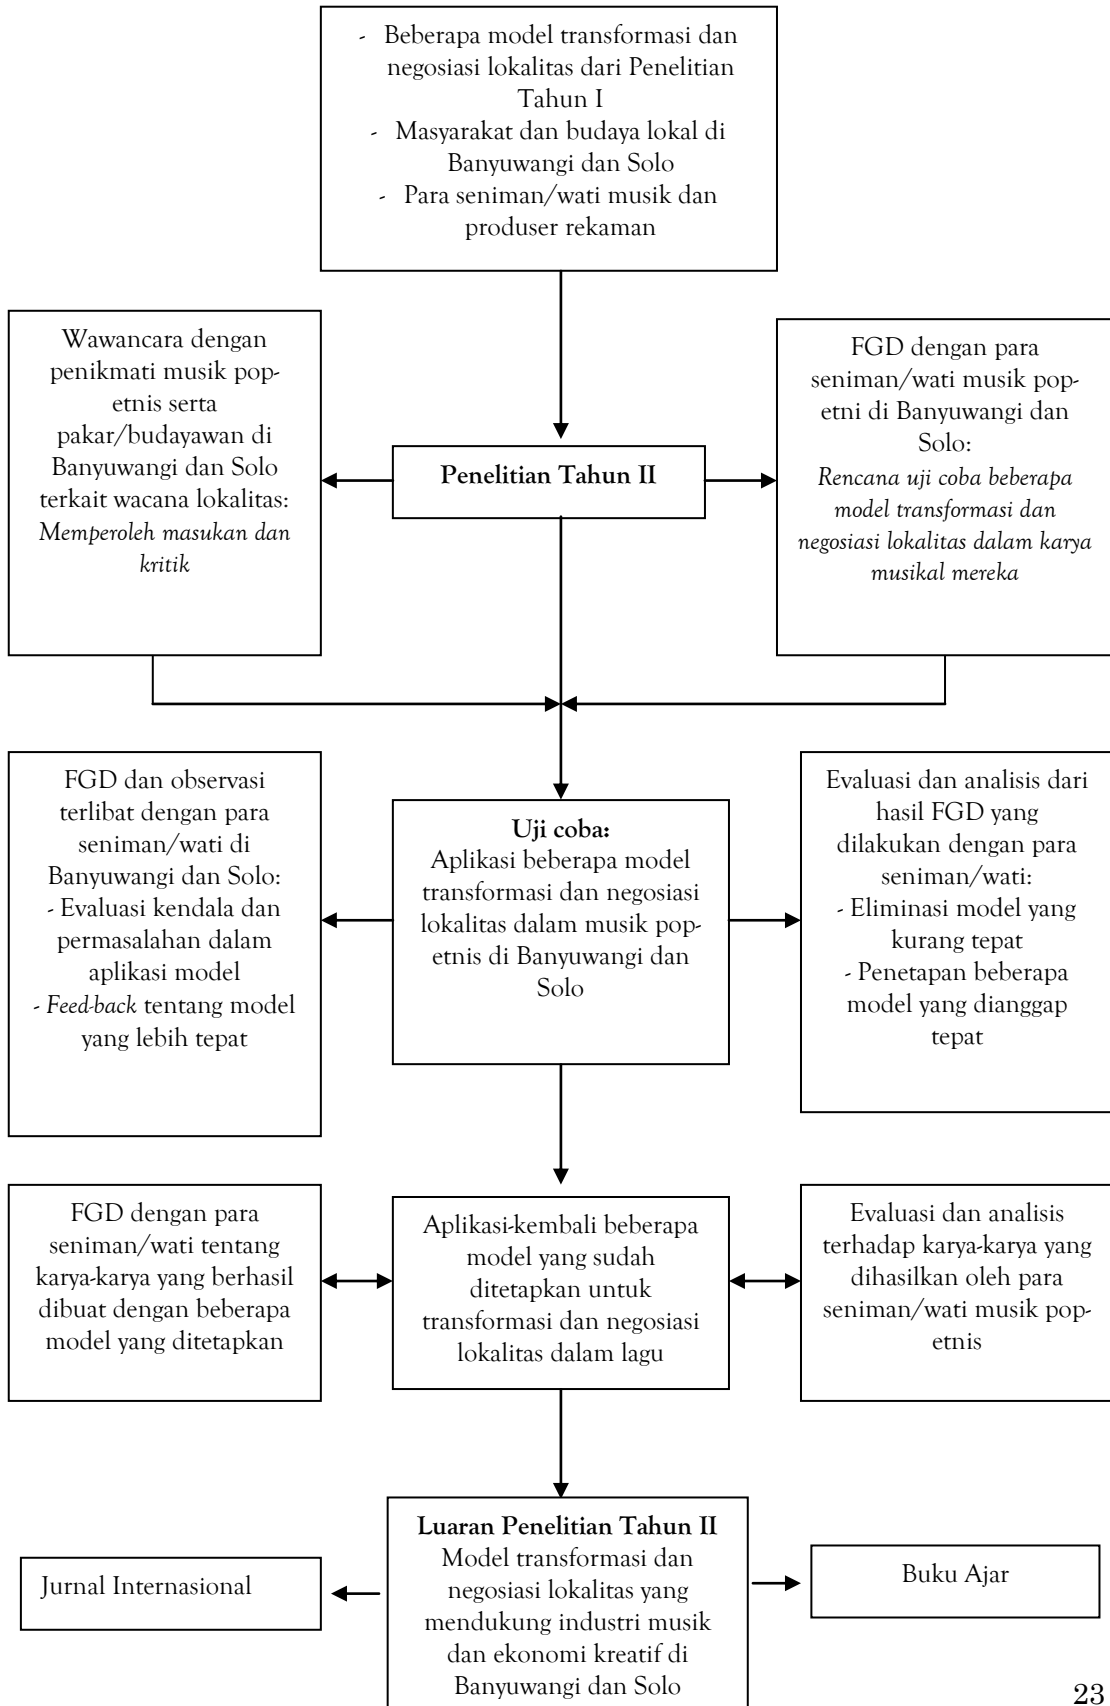 - Beberapa model transformasi dan
negosiasi lokalitas dari Penelitian
Tahun I
- Masyarakat dan budaya lokal di
Banyuwangi dan Solo
- Para seniman/wati musik dan
produser rekaman
Wawancara dengan
penikmati musik pop-
etnis serta
pakar/budayawan di
Banyuwangi dan Solo
terkait wacana lokalitas:
Memperoleh masukan dan
kritik
Penelitian Tahun II
FGD dengan para
seniman/wati musik pop-
etni di Banyuwangi dan
Solo:
Rencana uji coba beberapa
model transformasi dan
negosiasi lokalitas dalam karya
musikal mereka
FGD dan observasi
terlibat dengan para
seniman/wati di
Banyuwangi dan Solo:
- Evaluasi kendala dan
permasalahan dalam
aplikasi model
- Feed-back tentang model
yang lebih tepat
Uji coba:
Aplikasi beberapa model
transformasi dan negosiasi
lokalitas dalam musik pop-
etnis di Banyuwangi dan
Solo
Evaluasi dan analisis dari
hasil FGD yang
dilakukan dengan para
seniman/wati:
- Eliminasi model yang
kurang tepat
- Penetapan beberapa
model yang dianggap
tepat
FGD dengan para
seniman/wati tentang
karya-karya yang berhasil
dibuat dengan beberapa
model yang ditetapkan
Aplikasi-kembali beberapa
model yang sudah
ditetapkan untuk
transformasi dan negosiasi
lokalitas dalam lagu
Evaluasi dan analisis
terhadap karya-karya yang
dihasilkan oleh para
seniman/wati musik pop-
etnis
Jurnal Internasional
Luaran Penelitian Tahun II
Model transformasi dan
negosiasi lokalitas yang
mendukung industri musik
dan ekonomi kreatif di
Banyuwangi dan Solo
Buku Ajar
23